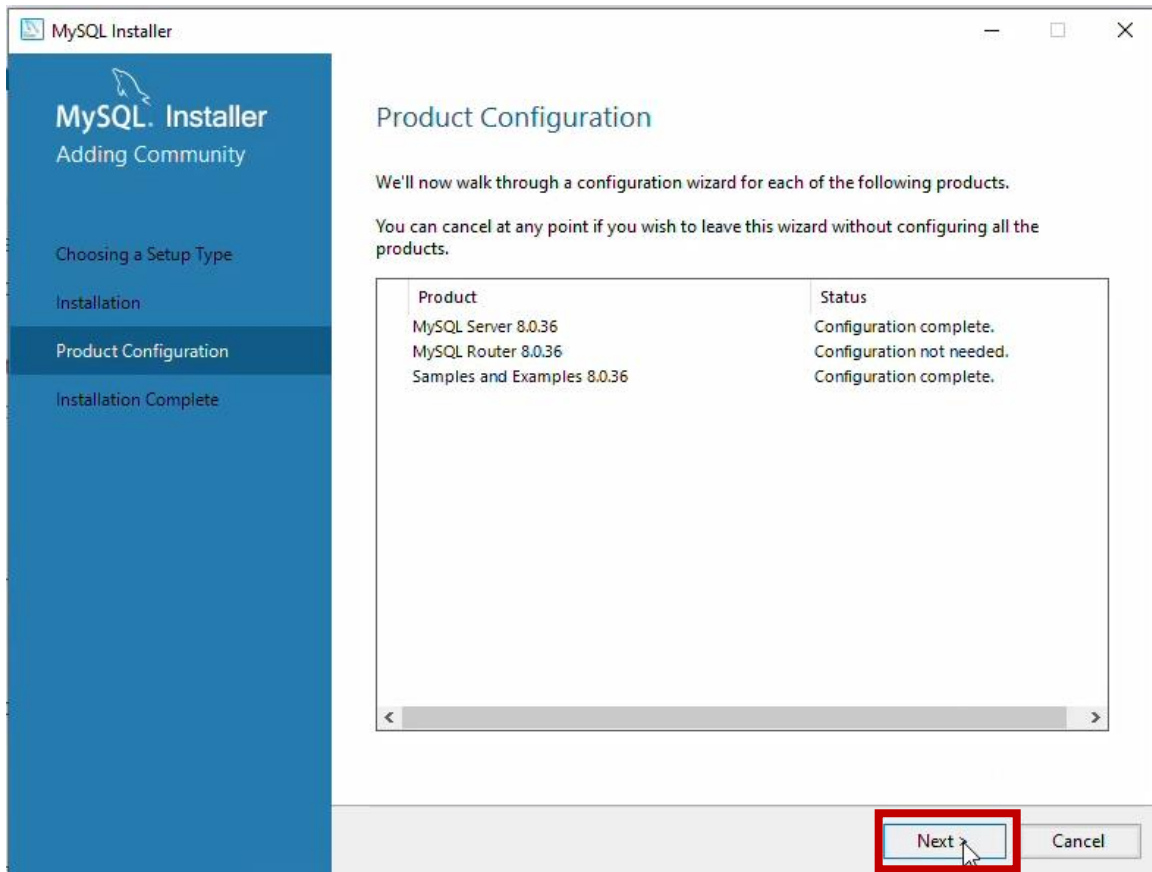 MySQL Installer
MySQL. Installer
Adding Community
Choosing a Setup Type
Installation
Product Configuration
Installation Complete
Product Configuration
We'll now walk through a configuration wizard for each of the following products.
You can cancel at any point if you wish to leave this wizard without configuring all the
products.
Product Status
MySQL Server 8.0.36 Configuration complete.
MySQL Router 8.0.36 Configuration not needed.
Samples and Examples 8.0.36 Configuration complete.
Next > Cancel